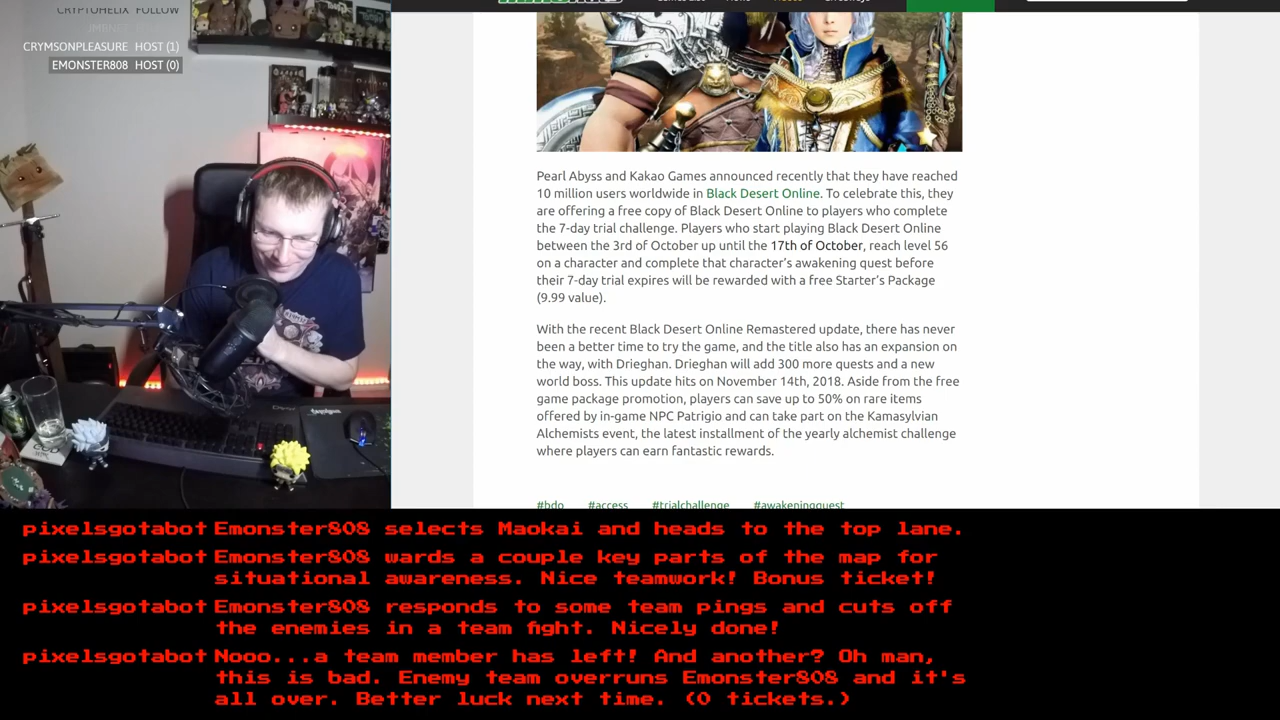 CRYPTOHELIX FOLLOW
CRYMSONPLEASURE HOST (1)
EMONSTER808 HOST (0)
Pearl Abyss and Kakao Games announced recently that they have reached
10 million users worldwide in Black Desert Online. To celebrate this, they
are offering a free copy of Black Desert Online to players who complete
the 7-day trial challenge. Players who start playing Black Desert Online
between the 3rd of October up until the 17th of October, reach level 56
on a character and complete that character's awakening quest before
their 7-day trial expires will be rewarded with a free Starter's Package
(9.99 value).
With the recent Black Desert Online Remastered update, there has never
been a better time to try the game, and the title also has an expansion on
the way, with Drieghan. Drieghan will add 300 more quests and a new
world boss. This update hits on November 14th, 2018. Aside from the free
game package promotion, players can save up to 50% on rare items
offered by in-game NPC Patrigio and can take part on the Kamasylvian
Alchemists event, the latest installment of the yearly alchemist challenge
where players can earn fantastic rewards.
#bdo #access #trialchallenge #awakeningquest
pixelsgotabot Emonster808 selects Maokai and heads to the top lane.
pixelsgotabot Emonster808 wards a couple key parts of the map for
situational awareness. Nice teamwork! Bonus ticket!
pixelsgotabot Emonster808 responds to some team pings and cuts off
the enemies in a team fight. Nicely done!
pixelsgotabot Nooo...a team member has left! And another? Oh man,
this is bad. Enemy team overruns Emonster808 and it's
all over. Better luck next time. (0 tickets.)